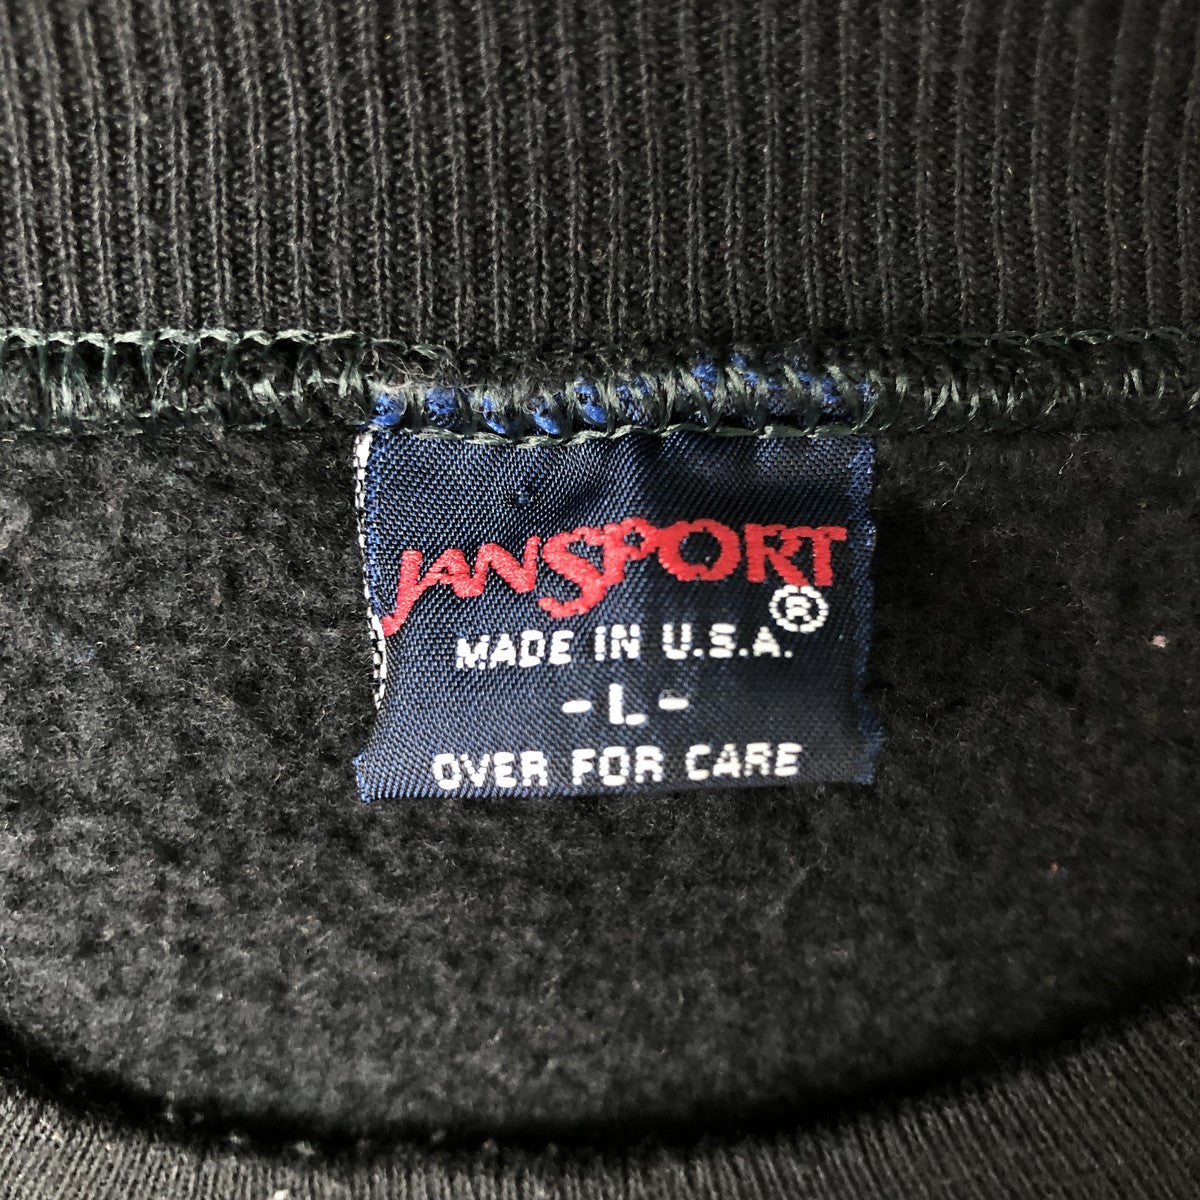 JANSPORT®
MADE IN U.S.A.
- L -
OVER FOR CARE